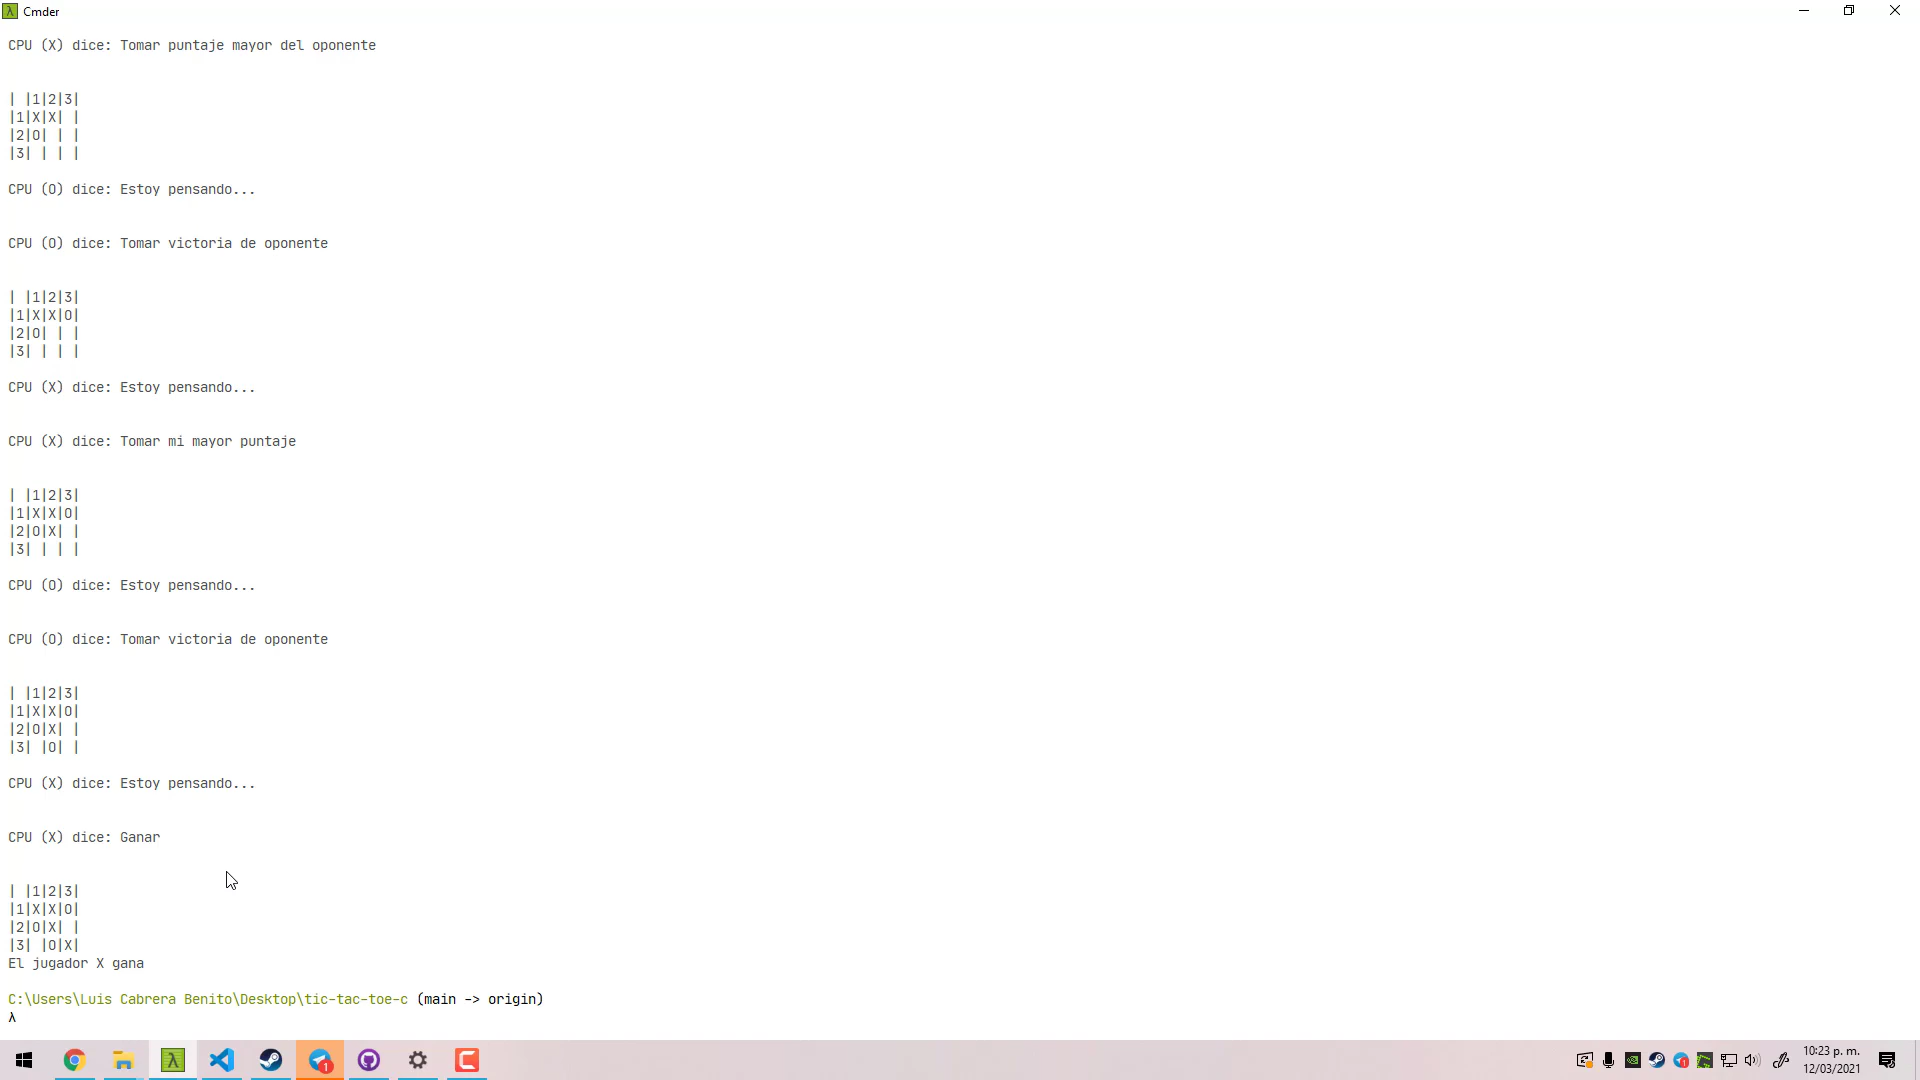 Cmder
CPU (X) dice: Tomar puntaje mayor del oponente
| |1|2|3|
|1|X|X| |
|2|O| | |
|3| | | |
CPU (O) dice: Estoy pensando...
CPU (O) dice: Tomar victoria de oponente
| |1|2|3|
|1|X|X|O|
|2|O| | |
|3| | | |
CPU (X) dice: Estoy pensando...
CPU (X) dice: Tomar mi mayor puntaje
| |1|2|3|
|1|X|X|O|
|2|O|X| |
|3| | | |
CPU (O) dice: Estoy pensando...
CPU (O) dice: Tomar victoria de oponente
| |1|2|3|
|1|X|X|O|
|2|O|X| |
|3| |O| |
CPU (X) dice: Estoy pensando...
CPU (X) dice: Ganar
| |1|2|3|
|1|X|X|O|
|2|O|X| |
|3| |O|X|
El jugador X gana
C:\Users\Luis Cabrera Benito\Desktop\tic-tac-toe-c (main -> origin)
λ
10:23 p. m.
12/03/2021